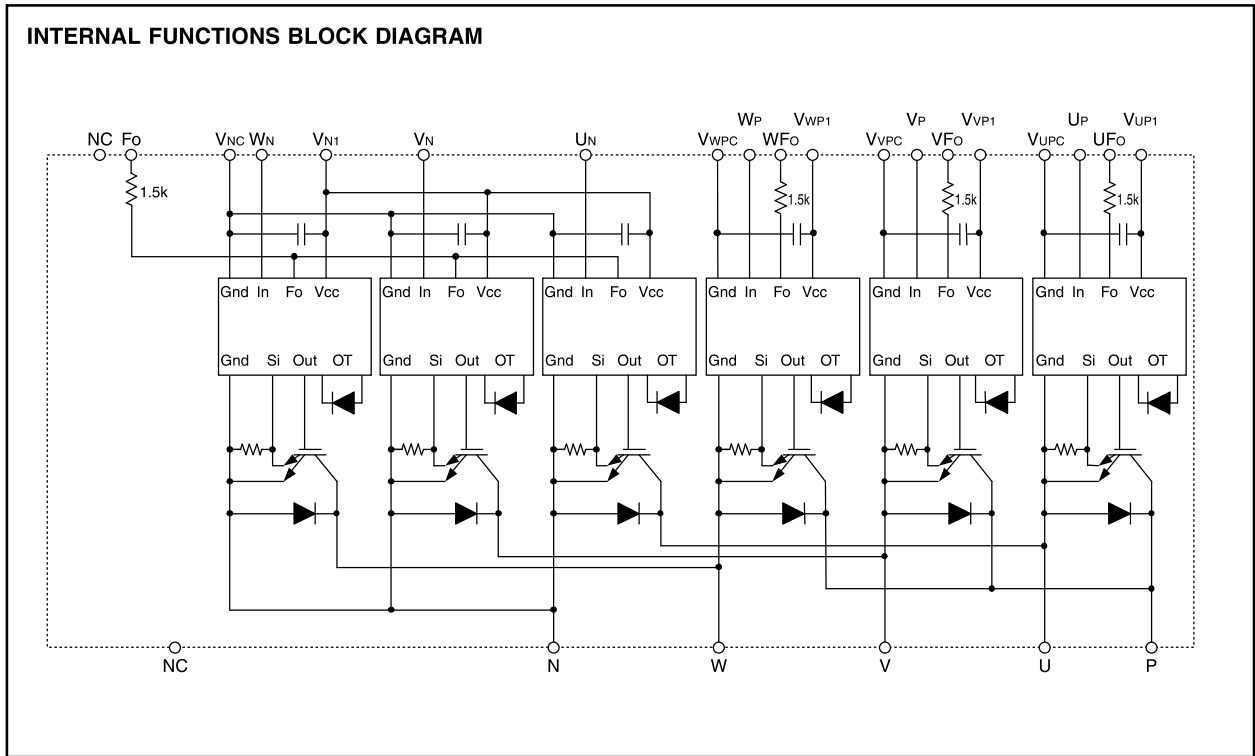 INTERNAL FUNCTIONS BLOCK DIAGRAM
WP VWP1 VP VVP1 UP VUP1
NC FO VNC WN VN1 VN UN VWPC WFO VVPC VFO VUPC UFO
1.5k 1.5k 1.5k 1.5k
Gnd In Fo Vcc Gnd In Fo Vcc Gnd In Fo Vcc Gnd In Fo Vcc Gnd In Fo Vcc Gnd In Fo Vcc
Gnd Si Out OT Gnd Si Out OT Gnd Si Out OT Gnd Si Out OT Gnd Si Out OT Gnd Si Out OT
NC N W V U P